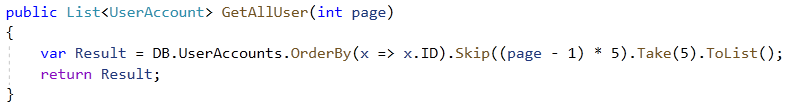 public List<UserAccount> GetAllUser(int page)
{
    var Result = DB.UserAccounts.OrderBy(x => x.ID).Skip((page - 1) * 5).Take(5).ToList();
    return Result;
}